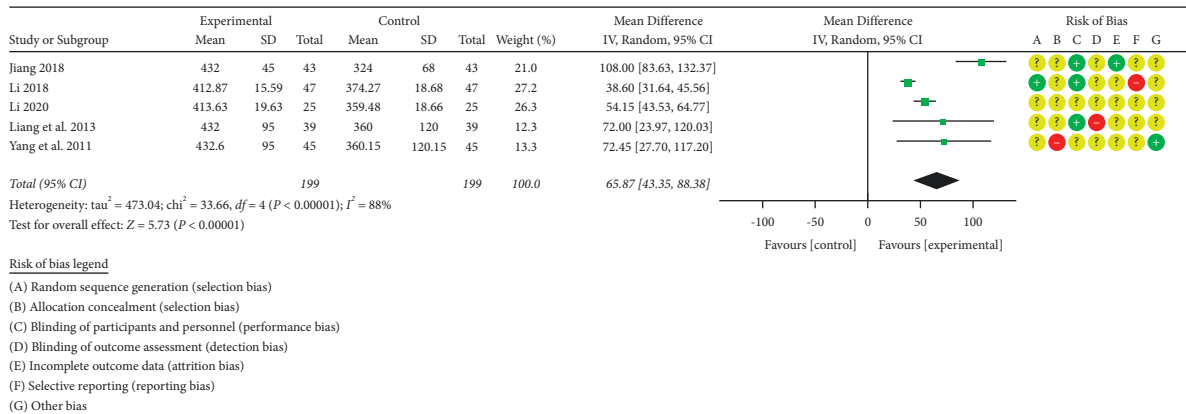 Experimental Control Mean Difference Mean Difference Risk of Bias
Study or Subgroup Mean SD Total Mean SD Total Weight (%) IV, Random, 95% CI IV, Random, 95% CI A B C D E F G
Jiang 2018 432 45 43 324 68 43 21.0 108.00 [83.63, 132.37] ? ? + ? + ? ?
Li 2018 412.87 15.59 47 374.27 18.68 47 27.2 38.60 [31.64, 45.56] + ? + ? ? – ?
Li 2020 413.63 19.63 25 359.48 18.66 25 26.3 54.15 [43.53, 64.77] ? ? ? ? ? ? ?
Liang et al. 2013 432 95 39 360 120 39 12.3 72.00 [23.97, 120.03] ? ? + – ? ? ?
Yang et al. 2011 432.6 95 45 360.15 120.15 45 13.3 72.45 [27.70, 117.20] ? – ? ? ? ? +
Total (95% CI) 199 199 100.0 65.87 [43.35, 88.38]
Heterogeneity: tau² = 473.04; chi² = 33.66, df = 4 (P < 0.00001); I² = 88%
Test for overall effect: Z = 5.73 (P < 0.00001)
-100 -50 0 50 100
Favours [control] Favours [experimental]
Risk of bias legend
(A) Random sequence generation (selection bias)
(B) Allocation concealment (selection bias)
(C) Blinding of participants and personnel (performance bias)
(D) Blinding of outcome assessment (detection bias)
(E) Incomplete outcome data (attrition bias)
(F) Selective reporting (reporting bias)
(G) Other bias